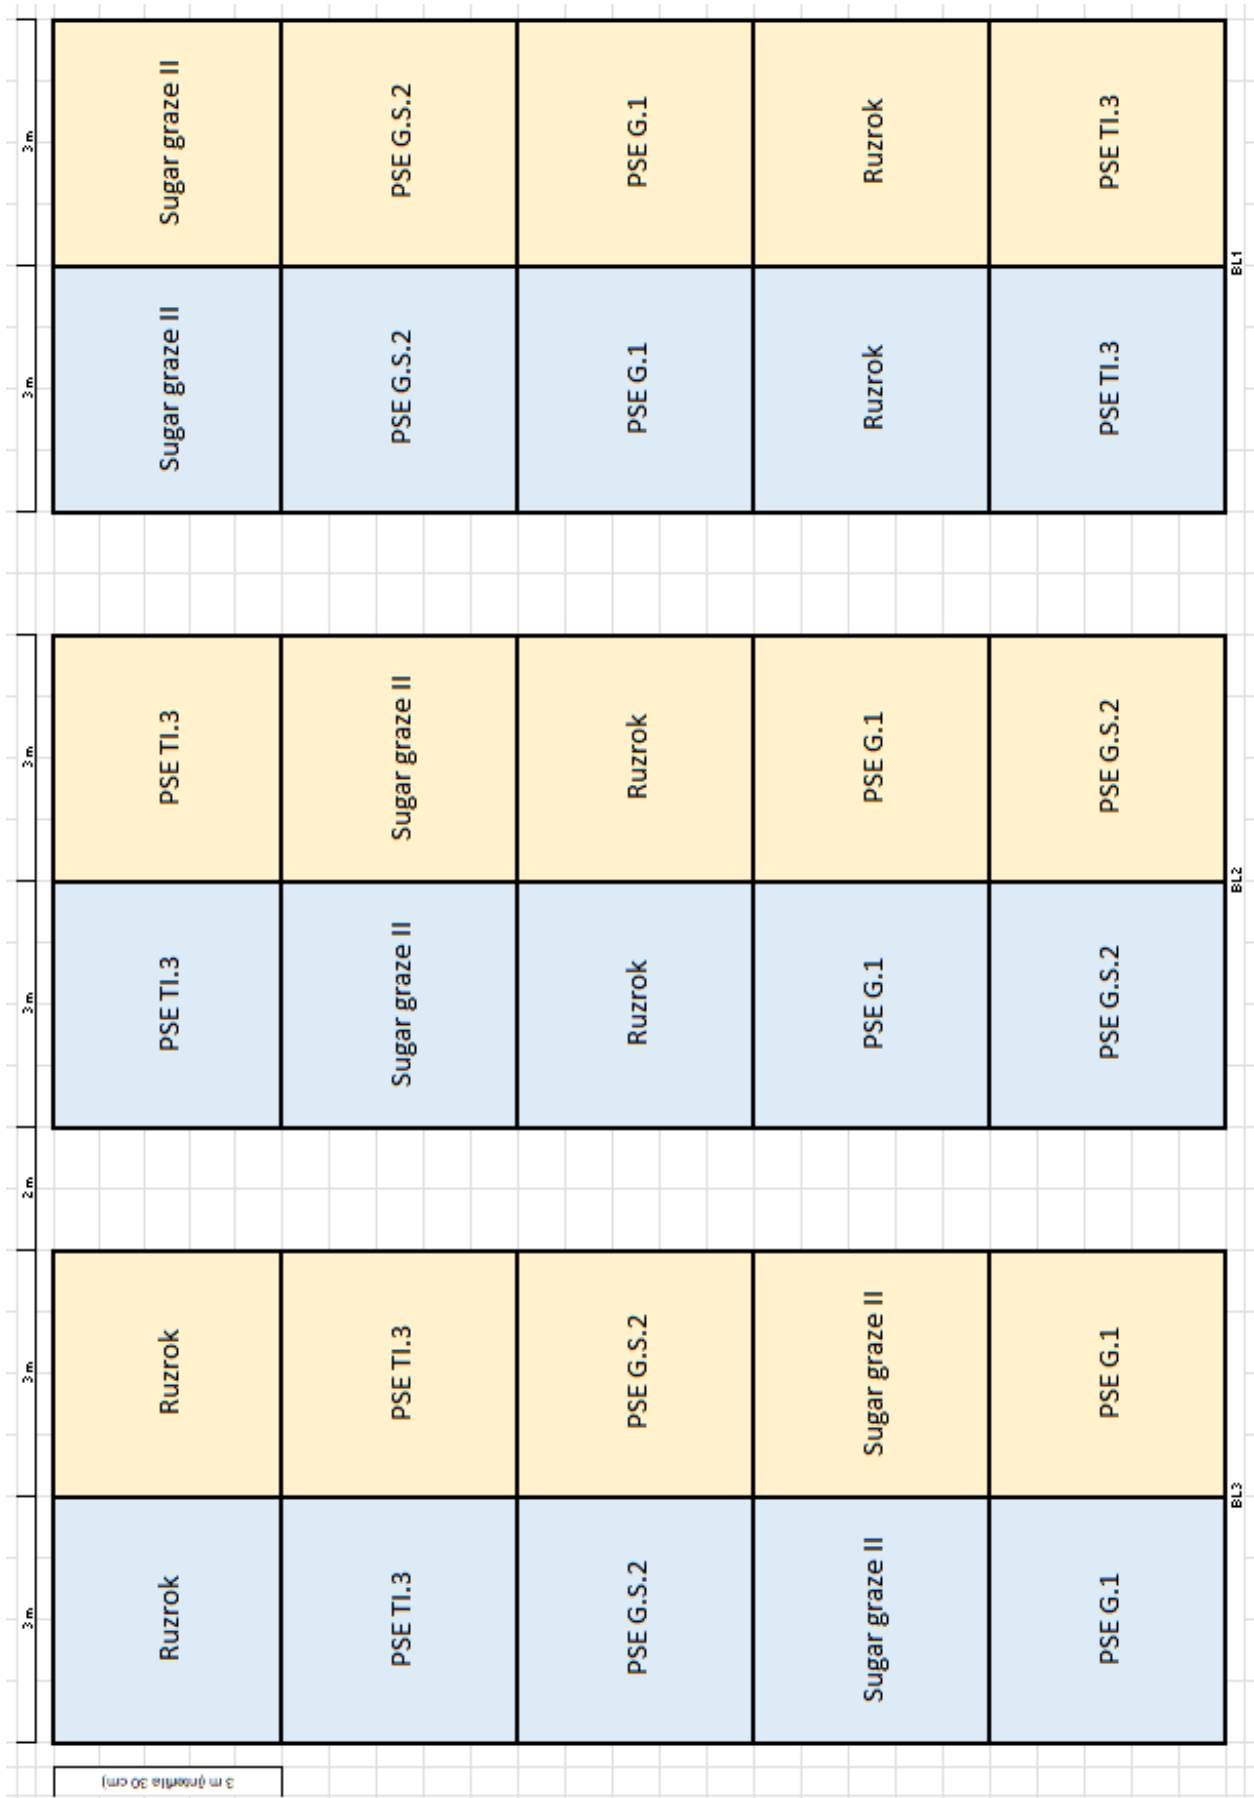 3 m
Sugar graze II
PSE G.S.2
PSE G.1
Ruzrok
PSE TI.3
BL1
3 m
Sugar graze II
PSE G.S.2
PSE G.1
Ruzrok
PSE TI.3
3 m
PSE TI.3
Sugar graze II
Ruzrok
PSE G.1
PSE G.S.2
BL2
3 m
PSE TI.3
Sugar graze II
Ruzrok
PSE G.1
PSE G.S.2
2 m
3 m
Ruzrok
PSE TI.3
PSE G.S.2
Sugar graze II
PSE G.1
BL3
3 m
Ruzrok
PSE TI.3
PSE G.S.2
Sugar graze II
PSE G.1
3 m (interfila 30 cm)